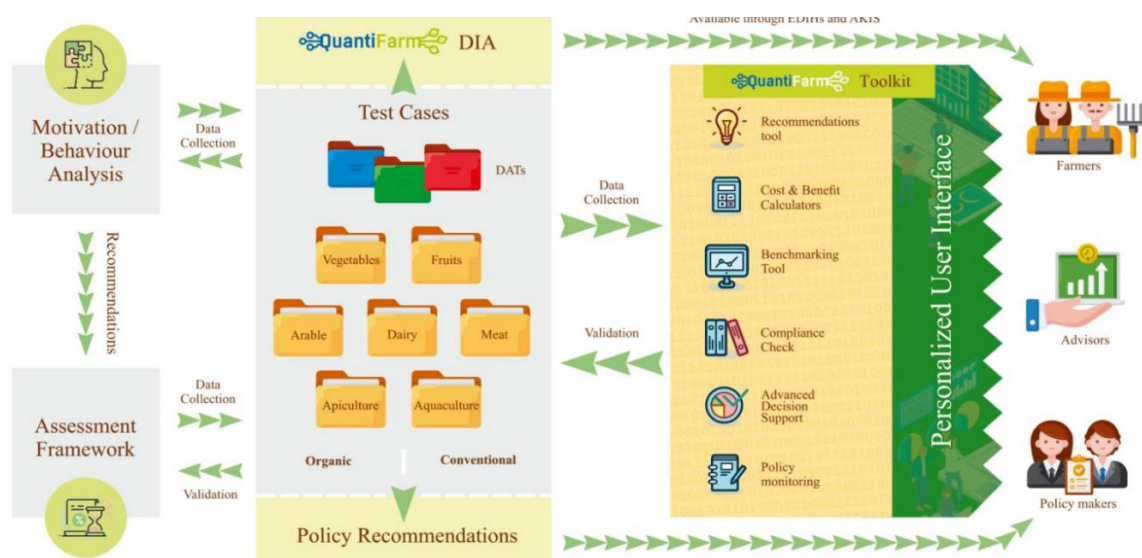 Available through EDIHs and AKIS
QuantiFarm DIA
QuantiFarm Toolkit
Motivation /
Behaviour
Analysis
Data
Collection
Recommendations
Assessment
Framework
%
Data
Collection
Validation
Test Cases
DATs
Vegetables
Fruits
Arable
Dairy
Meat
Apiculture
Aquaculture
Organic
Conventional
Policy Recommendations
Data
Collection
Validation
Recommendations
tool
Cost & Benefit
Calculators
Benchmarking
Tool
Compliance
Check
Advanced
Decision
Support
Policy
monitoring
Personalized User Interface
Farmers
Advisors
Policy makers